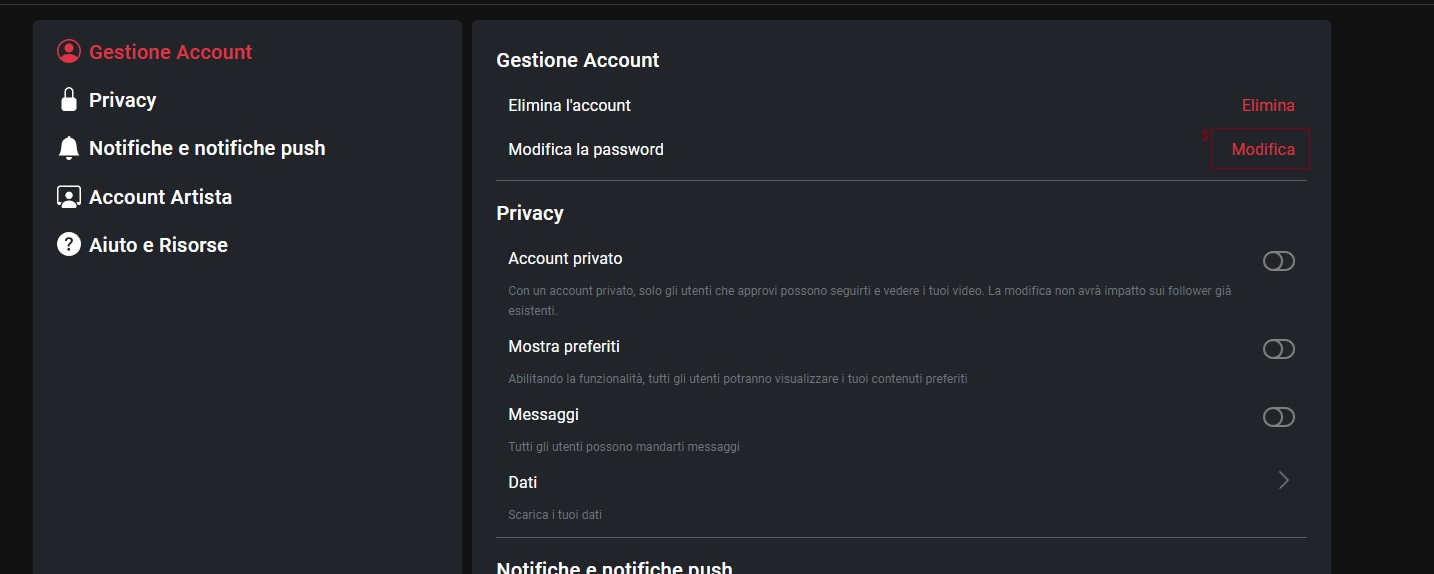 Gestione Account
Privacy
Notifiche e notifiche push
Account Artista
Aiuto e Risorse
Gestione Account
Elimina l'account
Elimina
Modifica la password
3
Modifica
Privacy
Account privato
Con un account privato, solo gli utenti che approvi possono seguirti e vedere i tuoi video. La modifica non avrà impatto sui follower già
esistenti.
Mostra preferiti
Abilitando la funzionalità, tutti gli utenti potranno visualizzare i tuoi contenuti preferiti
Messaggi
Tutti gli utenti possono mandarti messaggi
Dati
Scarica i tuoi dati
Notifiche e notifiche push